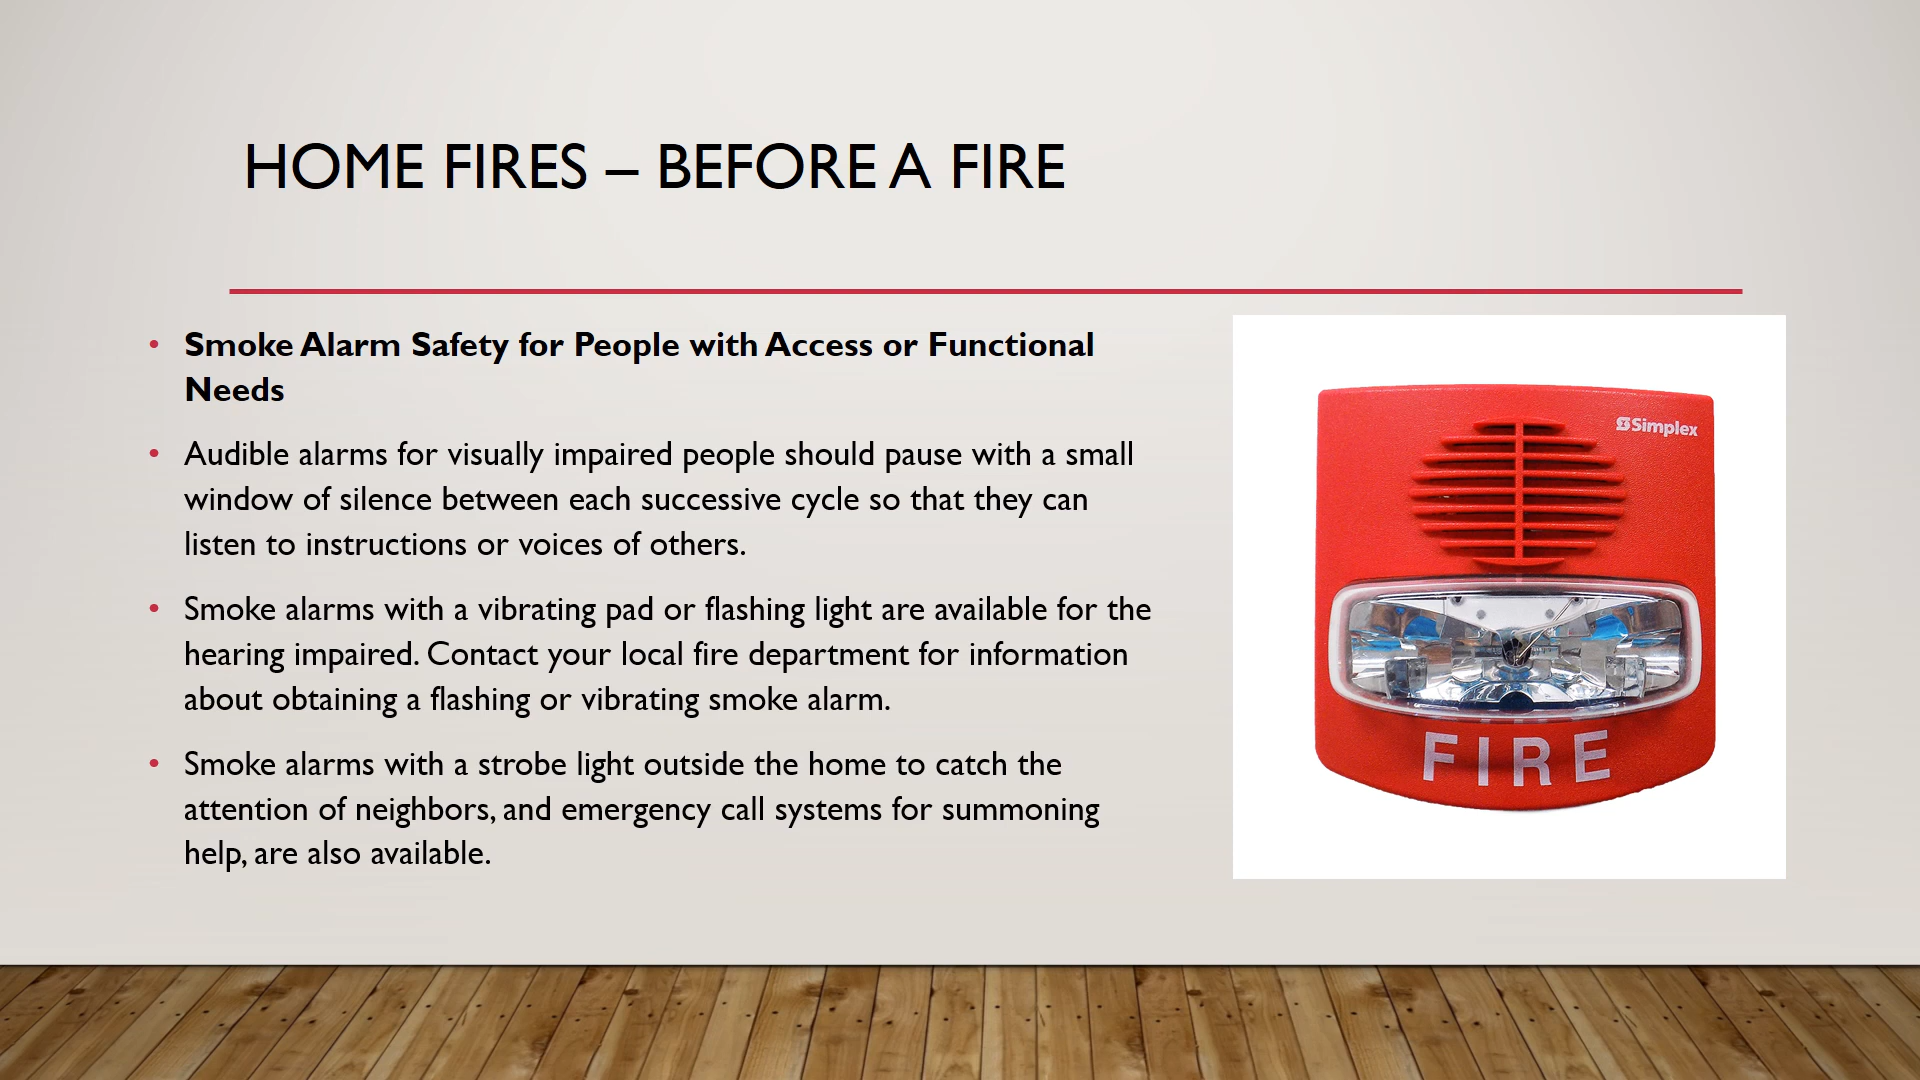 HOME FIRES – BEFORE A FIRE
• Smoke Alarm Safety for People with Access or Functional
Needs
• Audible alarms for visually impaired people should pause with a small
window of silence between each successive cycle so that they can
listen to instructions or voices of others.
• Smoke alarms with a vibrating pad or flashing light are available for the
hearing impaired. Contact your local fire department for information
about obtaining a flashing or vibrating smoke alarm.
• Smoke alarms with a strobe light outside the home to catch the
attention of neighbors, and emergency call systems for summoning
help, are also available.
Simplex
FIRE